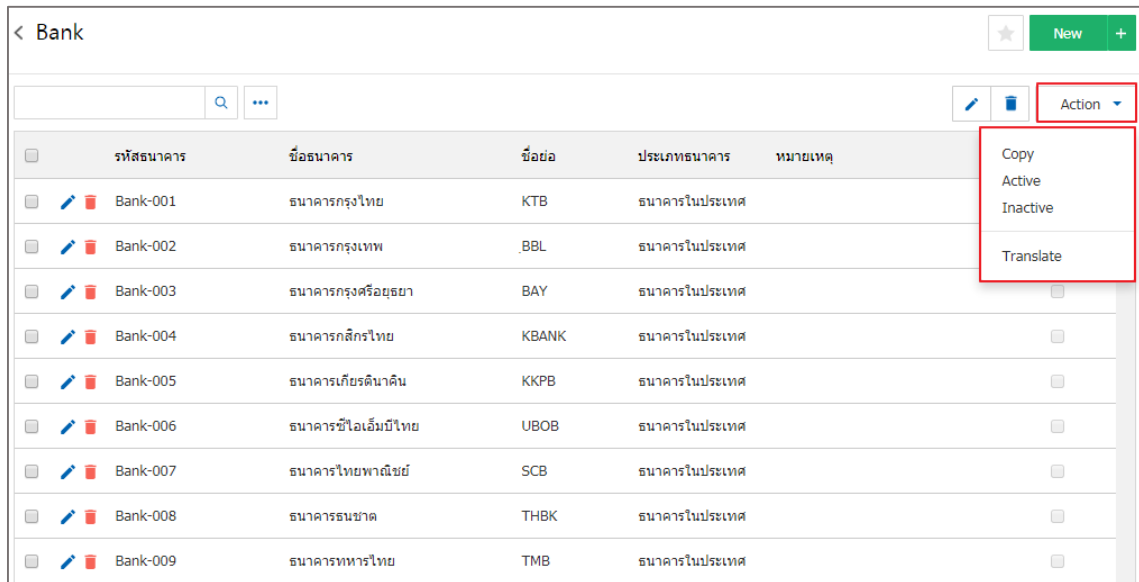 Bank
New +
Action
รหัสธนาคาร ชื่อธนาคาร ชื่อย่อ ประเภทธนาคาร หมายเหตุ
Copy
Active
Inactive
Translate
Bank-001 ธนาคารกรุงไทย KTB ธนาคารในประเทศ
Bank-002 ธนาคารกรุงเทพ BBL ธนาคารในประเทศ
Bank-003 ธนาคารกรุงศรีอยุธยา BAY ธนาคารในประเทศ
Bank-004 ธนาคารกสิกรไทย KBANK ธนาคารในประเทศ
Bank-005 ธนาคารเกียรตินาคิน KKPB ธนาคารในประเทศ
Bank-006 ธนาคารซีไอเอ็มบีไทย UBOB ธนาคารในประเทศ
Bank-007 ธนาคารไทยพาณิชย์ SCB ธนาคารในประเทศ
Bank-008 ธนาคารธนชาต THBK ธนาคารในประเทศ
Bank-009 ธนาคารทหารไทย TMB ธนาคารในประเทศ